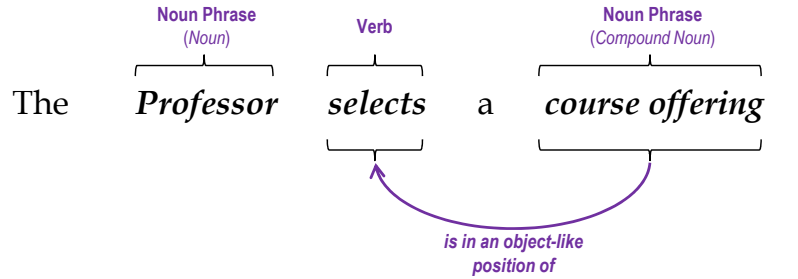 Noun Phrase Verb Noun Phrase
(Noun) (Compound Noun)
The Professor selects a course offering
is in an object-like
position of